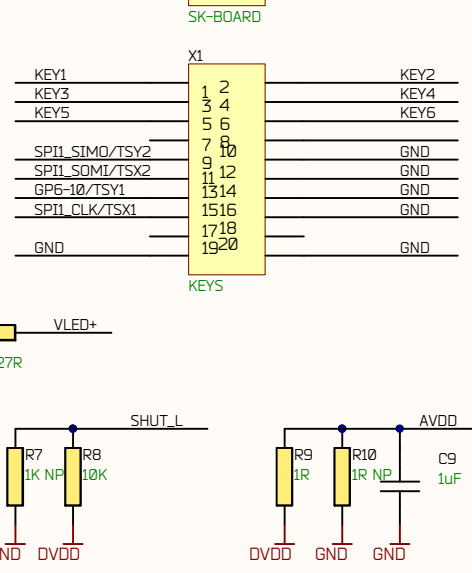 SK-BOARD
X1
KEY1 1 2 KEY2
KEY3 3 4 KEY4
KEY5 5 6 KEY6
7 8
SPI1_SIMO/TSY2 9 10 GND
SPI1_SOMI/TSX2 11 12 GND
GP6-10/TSY1 13 14 GND
SPI1_CLK/TSX1 15 16 GND
17 18
GND 19 20 GND
KEYS
VLED+
27R
SHUT_L AVDD
R7 R8 R9 R10 C9
1K NP 10K 1R 1R NP 1uF
ND DVDD DVDD GND GND